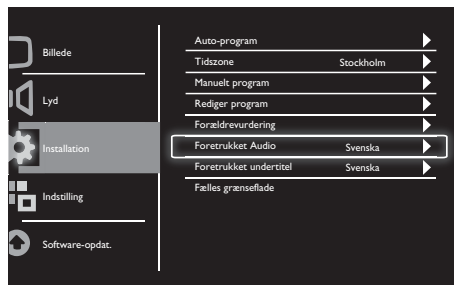 Billede
Lyd
Installation
Indstilling
Software-opdat.
Auto-program
Tidszone Stockholm
Manuelt program
Rediger program
Forældrevurdering
Foretrukket Audio Svenska
Foretrukket undertitel Svenska
Fælles grænseflade